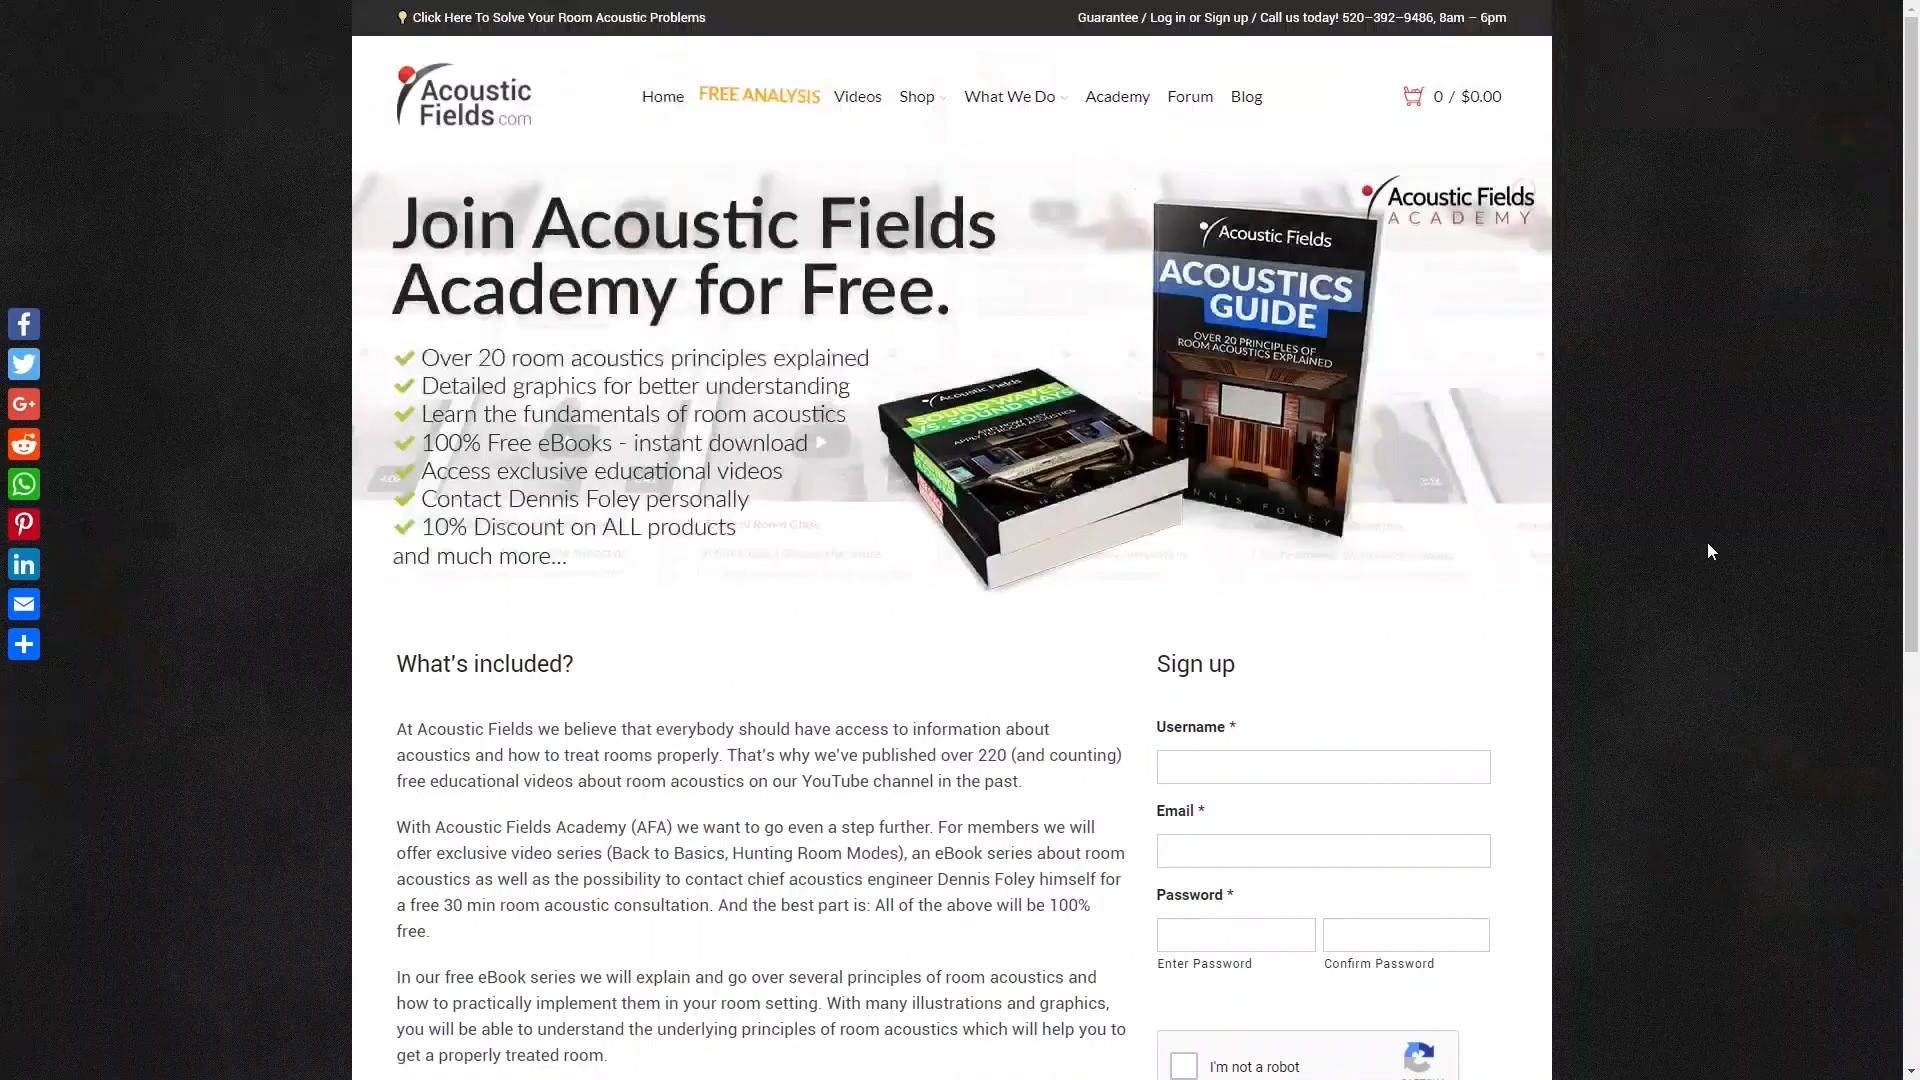 Click Here To Solve Your Room Acoustic Problems
Guarantee / Log in or Sign up / Call us today! 520–392–9486, 8am – 6pm
Acoustic
Fields.com
Home
FREE ANALYSIS
Videos
Shop
What We Do
Academy
Forum
Blog
0 / $0.00
Join Acoustic Fields
Academy for Free.
Over 20 room acoustics principles explained
Detailed graphics for better understanding
Learn the fundamentals of room acoustics
100% Free eBooks - instant download
Access exclusive educational videos
Contact Dennis Foley personally
10% Discount on ALL products
and much more...
Acoustic Fields
ACADEMY
Acoustic Fields
ACOUSTICS
GUIDE
OVER 20 PRINCIPLES OF
ROOM ACOUSTICS EXPLAINED
Acoustic Fields
SOUND WAVES
VS. SOUND RAYS
AND HOW THEY
APPLY TO ROOM ACOUSTICS
What's included?
At Acoustic Fields we believe that everybody should have access to information about
acoustics and how to treat rooms properly. That's why we've published over 220 (and counting)
free educational videos about room acoustics on our YouTube channel in the past.
With Acoustic Fields Academy (AFA) we want to go even a step further. For members we will
offer exclusive video series (Back to Basics, Hunting Room Modes), an eBook series about room
acoustics as well as the possibility to contact chief acoustics engineer Dennis Foley himself for
a free 30 min room acoustic consultation. And the best part is: All of the above will be 100%
free.
In our free eBook series we will explain and go over several principles of room acoustics and
how to practically implement them in your room setting. With many illustrations and graphics,
you will be able to understand the underlying principles of room acoustics which will help you to
get a properly treated room.
Sign up
Username *
Email *
Password *
Enter Password
Confirm Password
I'm not a robot